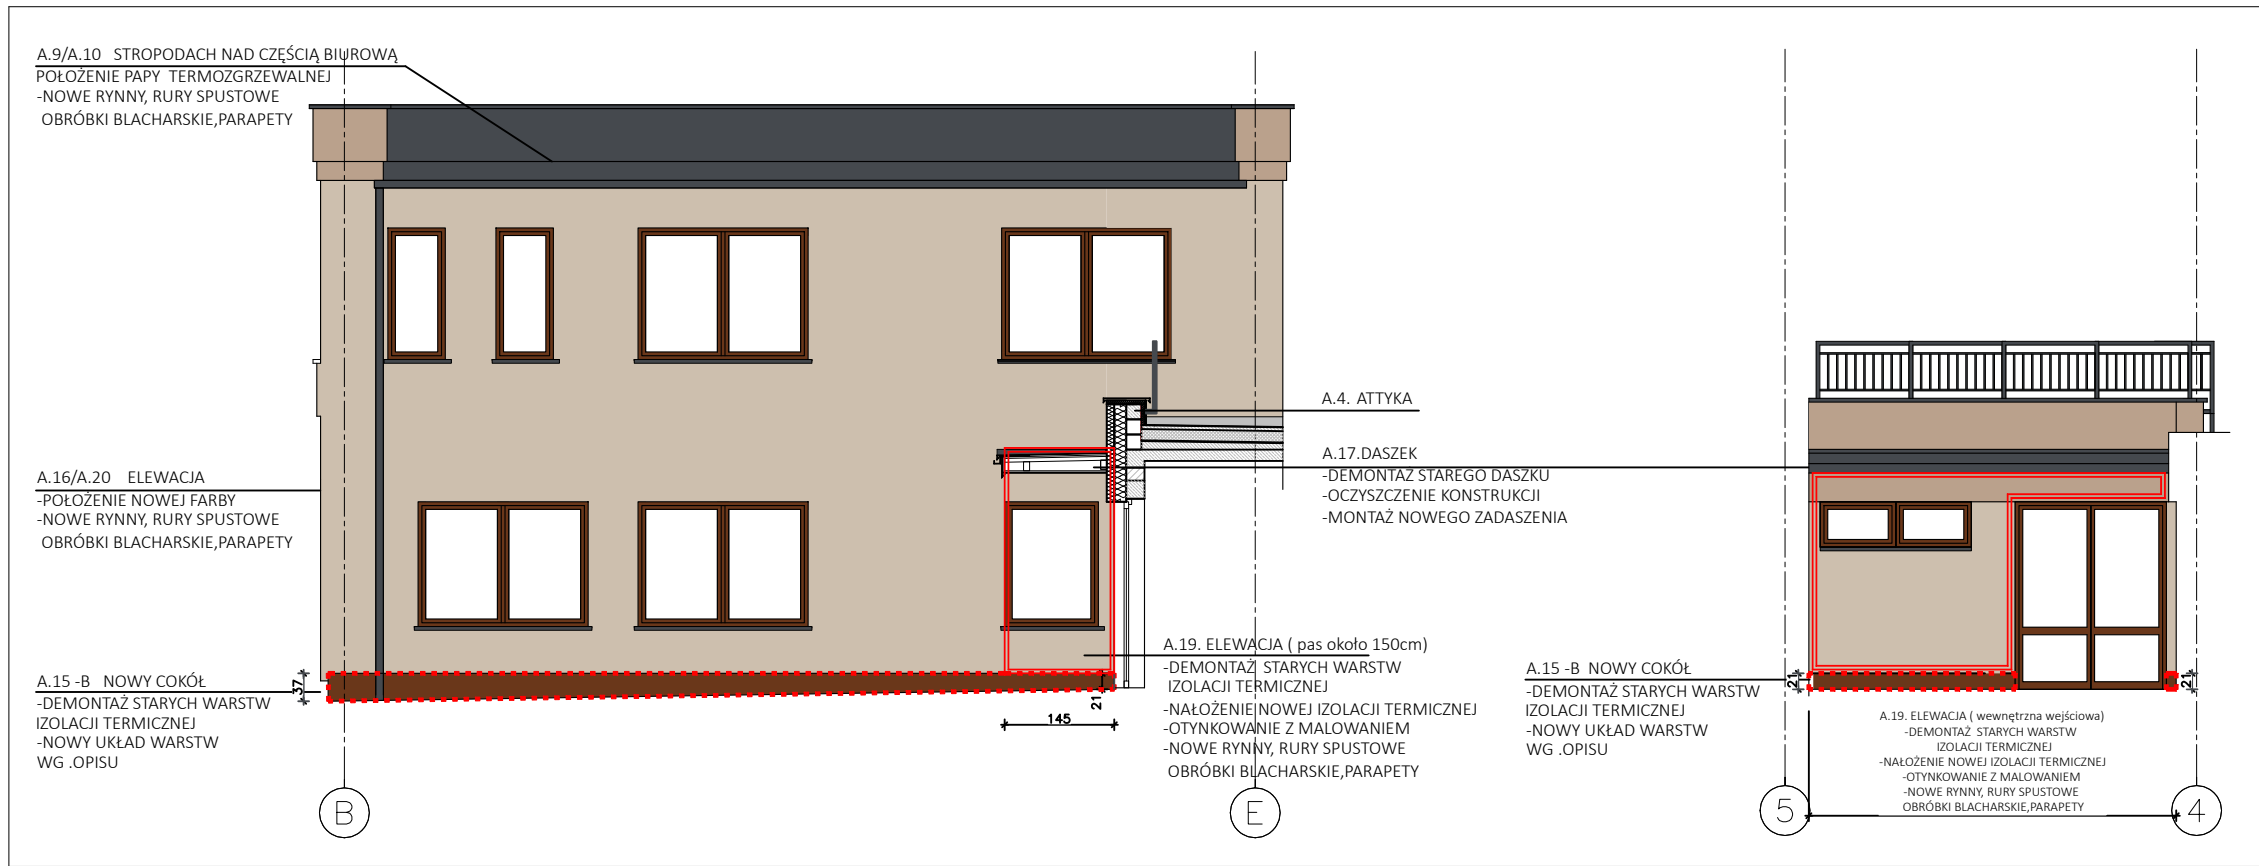 A.9/A.10 STROPODACH NAD CZĘŚCIĄ BIUROWĄ
POŁOŻENIE PAPY TERMOZGRZEWALNEJ
-NOWE RYNNY, RURY SPUSTOWE
OBRÓBKI BLACHARSKIE,PARAPETY
A.16/A.20 ELEWACJA
-POŁOŻENIE NOWEJ FARBY
-NOWE RYNNY, RURY SPUSTOWE
OBRÓBKI BLACHARSKIE,PARAPETY
A.15 -B NOWY COKÓŁ
-DEMONTAŻ STARYCH WARSTW
IZOLACJI TERMICZNEJ
-NOWY UKŁAD WARSTW
WG .OPISU
37
145
21
B
E
A.4. ATTYKA
A.17.DASZEK
-DEMONTAŻ STAREGO DASZKU
-OCZYSZCZENIE KONSTRUKCJI
-MONTAŻ NOWEGO ZADASZENIA
A.19. ELEWACJA ( pas około 150cm)
-DEMONTAŻ STARYCH WARSTW
IZOLACJI TERMICZNEJ
-NAŁOŻENIE NOWEJ IZOLACJI TERMICZNEJ
-OTYNKOWANIE Z MALOWANIEM
-NOWE RYNNY, RURY SPUSTOWE
OBRÓBKI BLACHARSKIE,PARAPETY
A.15 -B NOWY COKÓŁ
-DEMONTAŻ STARYCH WARSTW
IZOLACJI TERMICZNEJ
-NOWY UKŁAD WARSTW
WG .OPISU
21
21
A.19. ELEWACJA ( wewnętrzna wejściowa)
-DEMONTAŻ STARYCH WARSTW
IZOLACJI TERMICZNEJ
-NAŁOŻENIE NOWEJ IZOLACJI TERMICZNEJ
-OTYNKOWANIE Z MALOWANIEM
-NOWE RYNNY, RURY SPUSTOWE
OBRÓBKI BLACHARSKIE,PARAPETY
5
4